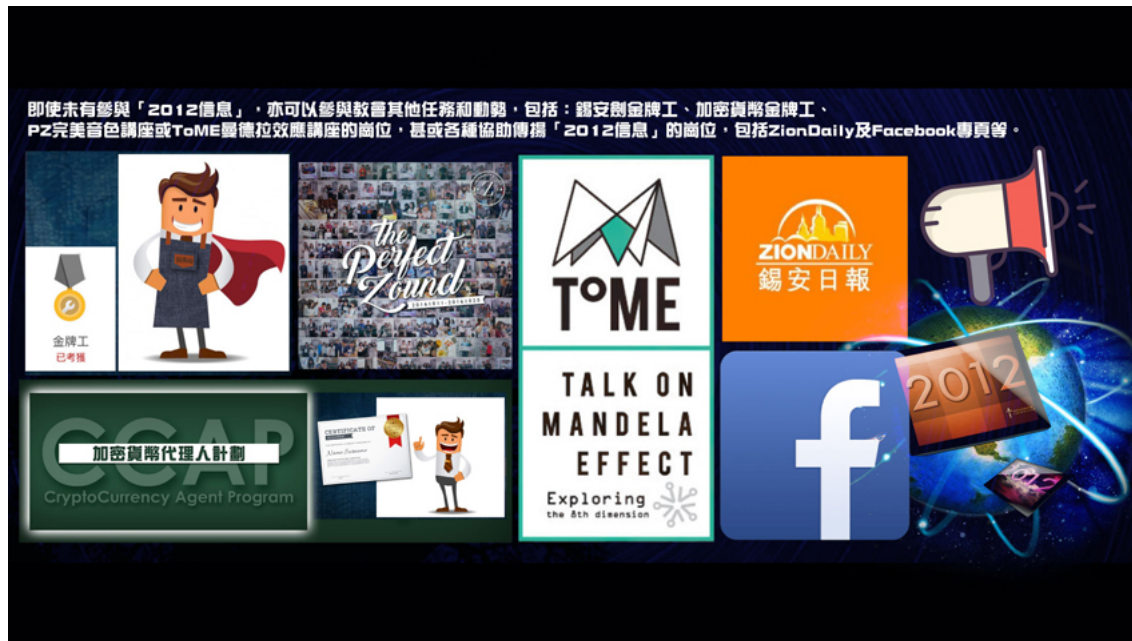 即使未有參與「2012信息」，亦可以參與教會其他任務和動勢，包括：錫安劍金牌工、加密貨幣金牌工、
PZ完美音色講座或ToME曼德拉效應講座的崗位，甚或各種協助傳揚「2012信息」的崗位，包括ZionDaily及Facebook專頁等。
金牌工
已考獲
The
Perfect
Zound
ToME
TALK ON
MANDELA
EFFECT
Exploring
the 8th dimension
ZIONDAILY
錫安日報
2012
f
CCAP
加密貨幣代理人計劃
CryptoCurrency Agent Program
CERTIFICATE OF